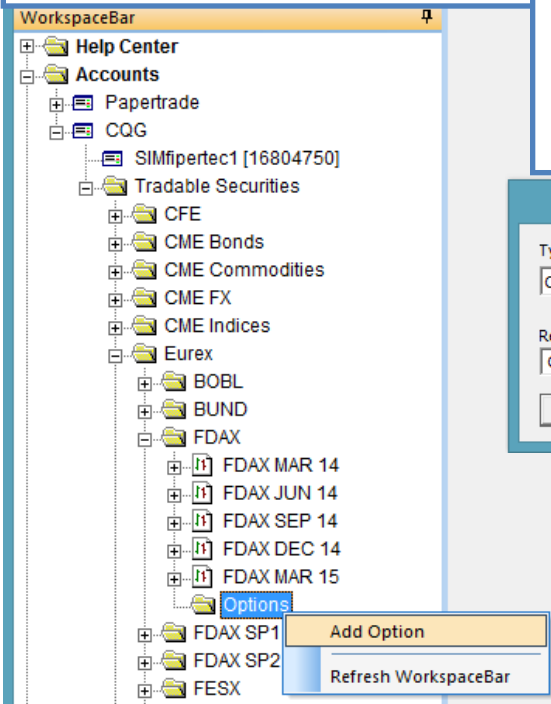 WorkspaceBar
Help Center
Accounts
Papertrade
CQG
SIMfipertec1 [16804750]
Tradable Securities
CFE
CME Bonds
CME Commodities
CME FX
CME Indices
Eurex
BOBL
BUND
FDAX
FDAX MAR 14
FDAX JUN 14
FDAX SEP 14
FDAX DEC 14
FDAX MAR 15
Options
FDAX SP1
Add Option
FDAX SP2
Refresh WorkspaceBar
FESX